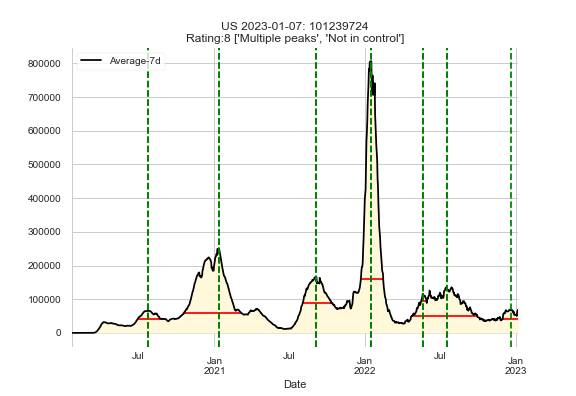 US 2023-01-07: 101239724
Rating:8 ['Multiple peaks', 'Not in control']
Average-7d
800000
700000
600000
500000
400000
300000
200000
100000
0
Jul
Jan
2021
Jul
Jan
2022
Jul
Jan
2023
Date